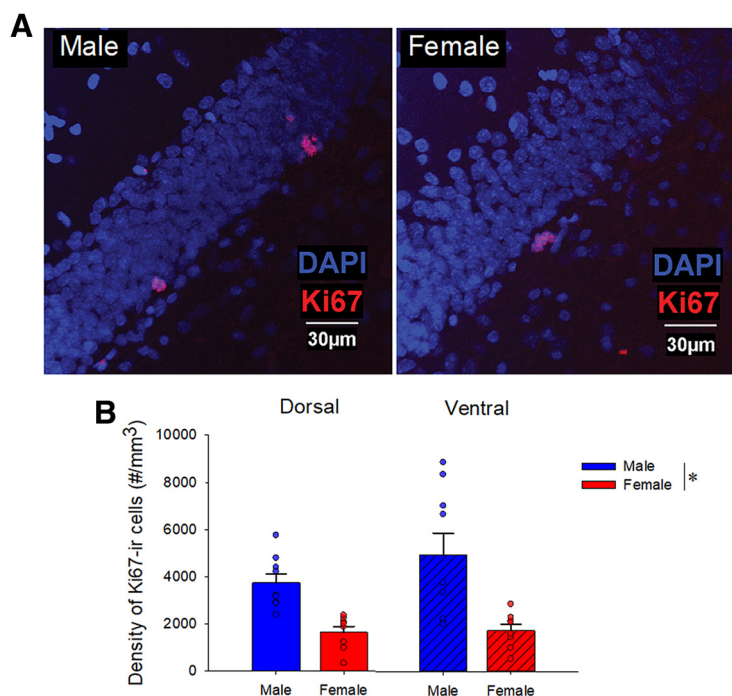 A
Male
DAPI
Ki67
30µm
Female
DAPI
Ki67
30µm
B
Dorsal
Ventral
Density of Ki67-ir cells (#/mm³)
10000
8000
6000
4000
2000
0
Male
Female
Male
Female
Male
Female
*